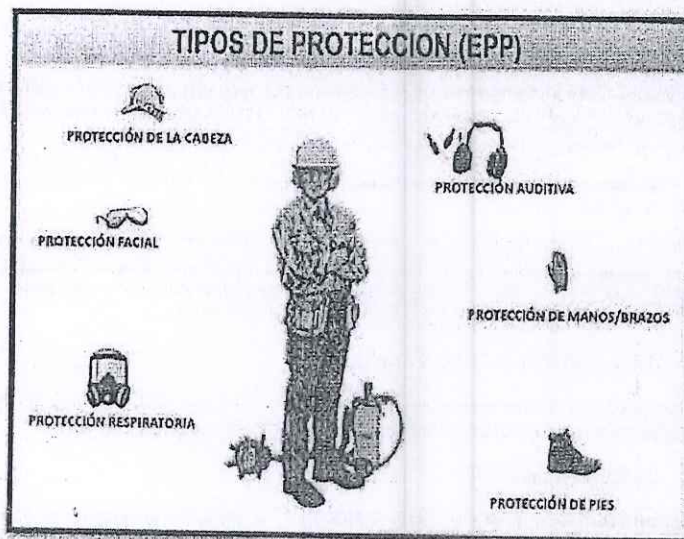 TIPOS DE PROTECCION (EPP)
PROTECCIÓN DE LA CABEZA
PROTECCIÓN AUDITIVA
PROTECCIÓN FACIAL
PROTECCIÓN DE MANOS/BRAZOS
PROTECCIÓN RESPIRATORIA
PROTECCIÓN DE PIES